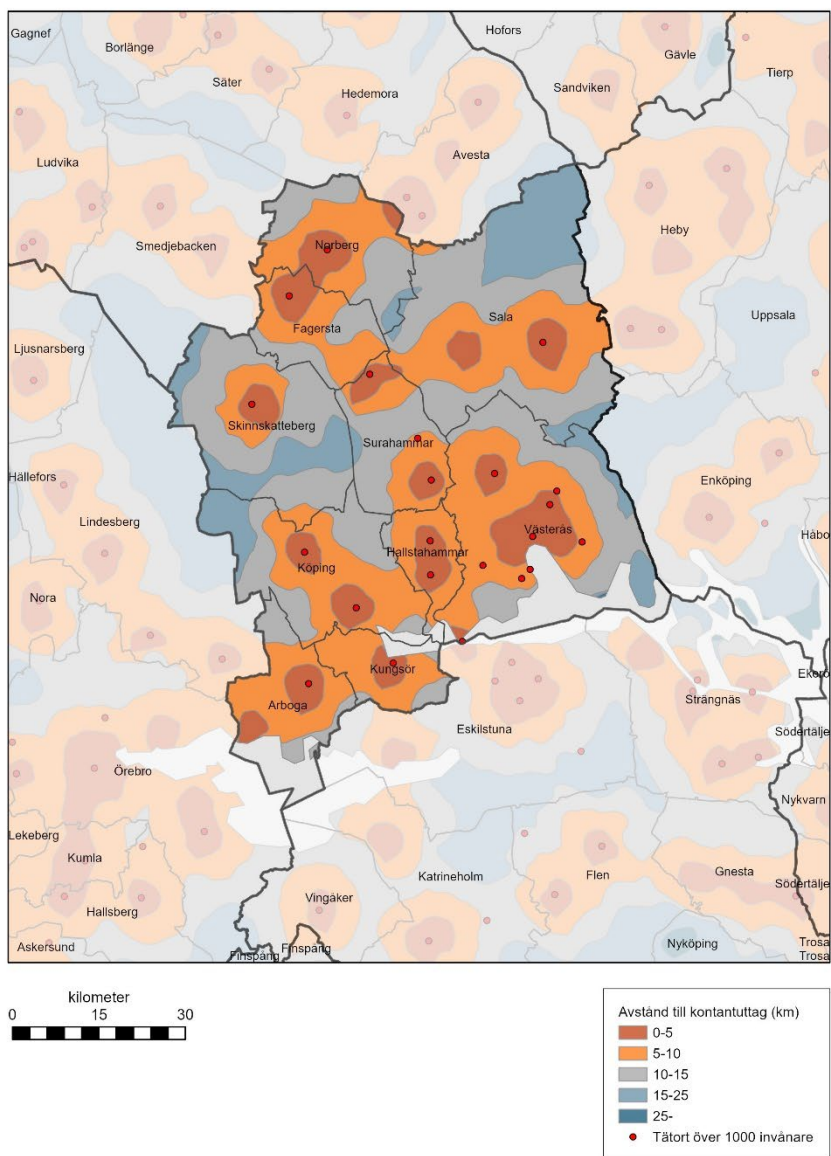 Gagnef
Borlänge
Hofors
Gävle
Tierp
Säter
Hedemora
Sandviken
Ludvika
Avesta
Smedjebacken
Norberg
Heby
Fagersta
Sala
Uppsala
Ljusnarsberg
Skinnskatteberg
Surahammar
Hällefors
Enköping
Lindesberg
Västerås
Håbo
Hallstahammar
Köping
Nora
Kungsör
Ekerö
Arboga
Strängnäs
Eskilstuna
Södertälje
Örebro
Nykvarn
Lekeberg
Kumla
Katrineholm
Flen
Gnesta
Södertälje
Hallsberg
Vingåker
Askersund
Finspång
Finspång
Nyköping
Trosa
Trosa
kilometer
0 15 30
Avstånd till kontantuttag (km)
0-5
5-10
10-15
15-25
25-
Tätort över 1000 invånare